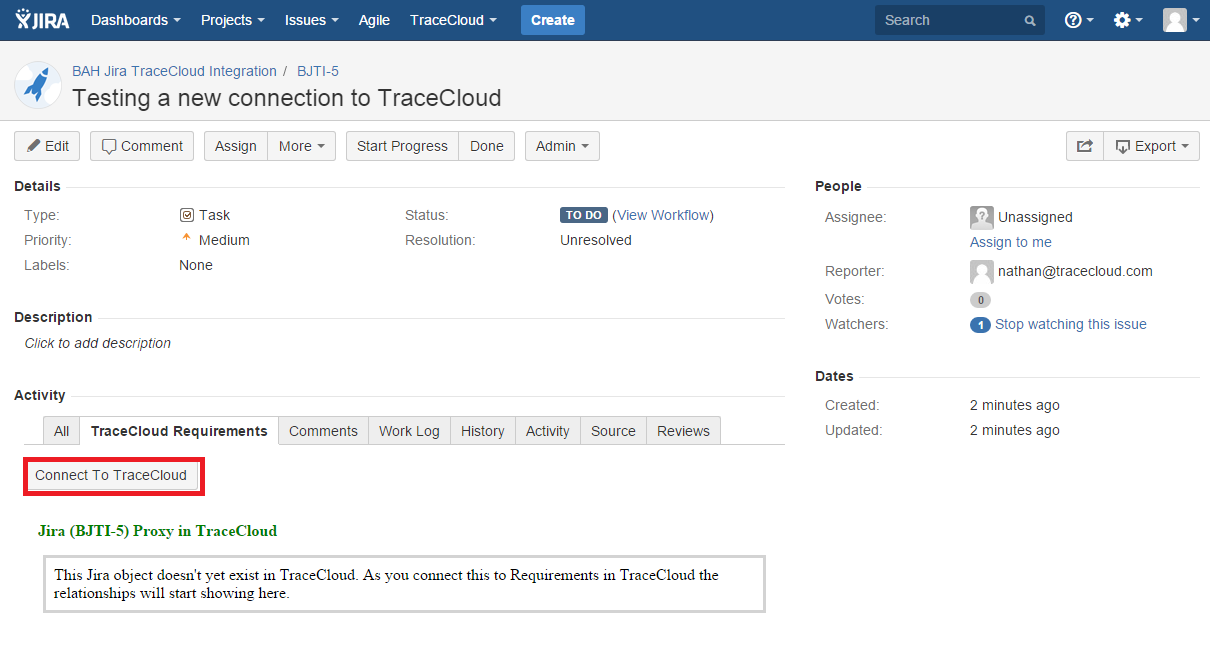 JIRA Dashboards Projects Issues Agile TraceCloud Create Search
BAH Jira TraceCloud Integration / BJTI-5
Testing a new connection to TraceCloud
Edit Comment Assign More Start Progress Done Admin Export
Details
Type: Task Status: TO DO (View Workflow)
Priority: Medium Resolution: Unresolved
Labels: None
Description
Click to add description
Activity
All TraceCloud Requirements Comments Work Log History Activity Source Reviews
Connect To TraceCloud
Jira (BJTI-5) Proxy in TraceCloud
This Jira object doesn't yet exist in TraceCloud. As you connect this to Requirements in TraceCloud the
relationships will start showing here.
People
Assignee: Unassigned
Assign to me
Reporter: nathan@tracecloud.com
Votes: 0
Watchers: 1 Stop watching this issue
Dates
Created: 2 minutes ago
Updated: 2 minutes ago